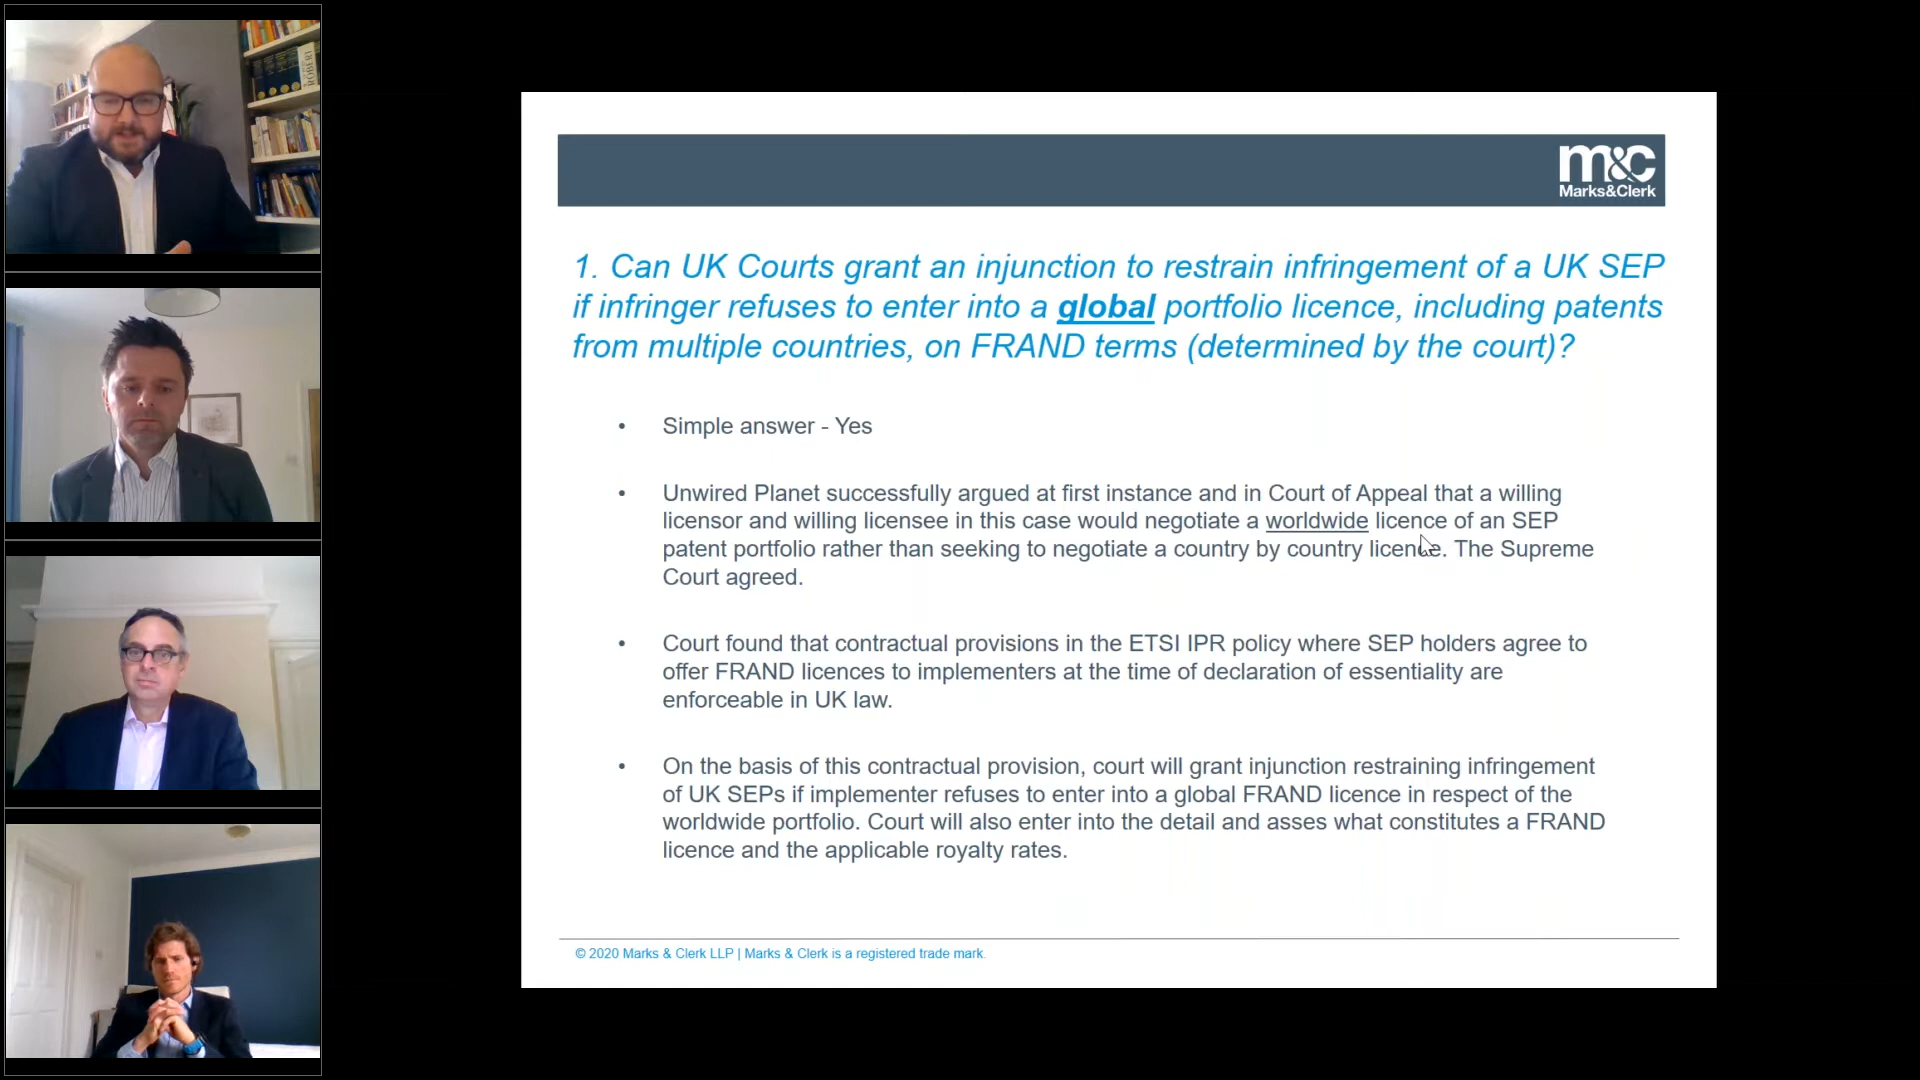 ROBERT
m&c
Marks&Clerk
1. Can UK Courts grant an injunction to restrain infringement of a UK SEP
if infringer refuses to enter into a global portfolio licence, including patents
from multiple countries, on FRAND terms (determined by the court)?
• Simple answer - Yes
• Unwired Planet successfully argued at first instance and in Court of Appeal that a willing
licensor and willing licensee in this case would negotiate a worldwide licence of an SEP
patent portfolio rather than seeking to negotiate a country by country licence. The Supreme
Court agreed.
• Court found that contractual provisions in the ETSI IPR policy where SEP holders agree to
offer FRAND licences to implementers at the time of declaration of essentiality are
enforceable in UK law.
• On the basis of this contractual provision, court will grant injunction restraining infringement
of UK SEPs if implementer refuses to enter into a global FRAND licence in respect of the
worldwide portfolio. Court will also enter into the detail and asses what constitutes a FRAND
licence and the applicable royalty rates.
© 2020 Marks & Clerk LLP | Marks & Clerk is a registered trade mark.